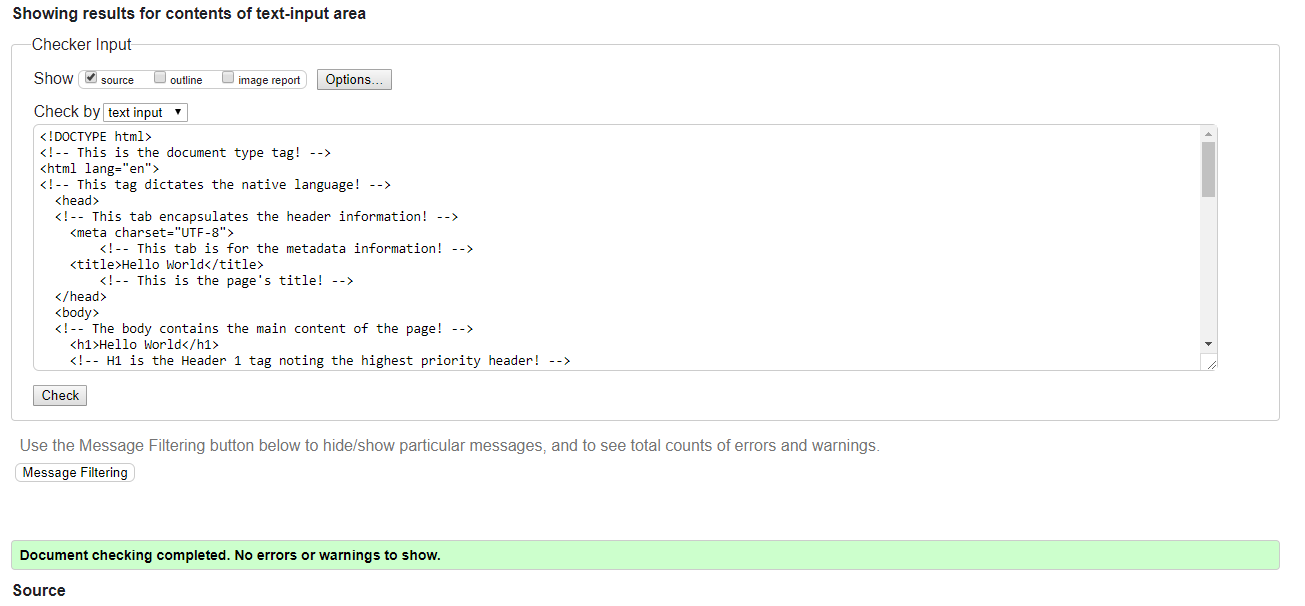 Showing results for contents of text-input area
Checker Input
Show source outline image report Options...
Check by text input
<!DOCTYPE html>
<!-- This is the document type tag! -->
<html lang="en">
<!-- This tag dictates the native language! -->
<head>
<!-- This tab encapsulates the header information! -->
<meta charset="UTF-8">
<!-- This tab is for the metadata information! -->
<title>Hello World</title>
<!-- This is the page's title! -->
</head>
<body>
<!-- The body contains the main content of the page! -->
<h1>Hello World</h1>
<!-- H1 is the Header 1 tag noting the highest priority header! -->
Check
Use the Message Filtering button below to hide/show particular messages, and to see total counts of errors and warnings.
Message Filtering
Document checking completed. No errors or warnings to show.
Source